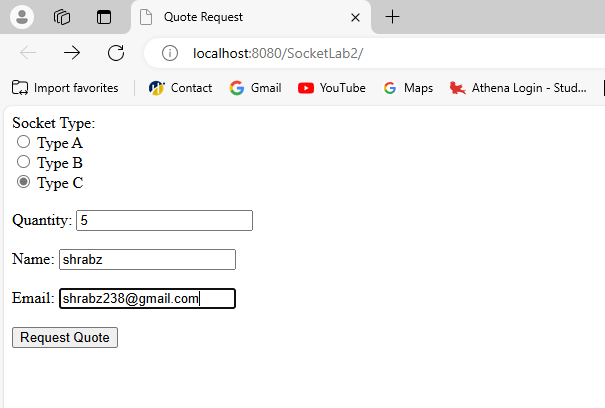 Quote Request
localhost:8080/SocketLab2/
Import favorites Contact Gmail YouTube Maps Athena Login - Stud...
Socket Type:
Type A
Type B
Type C
Quantity: 5
Name: shrabz
Email: shrabz238@gmail.com
Request Quote